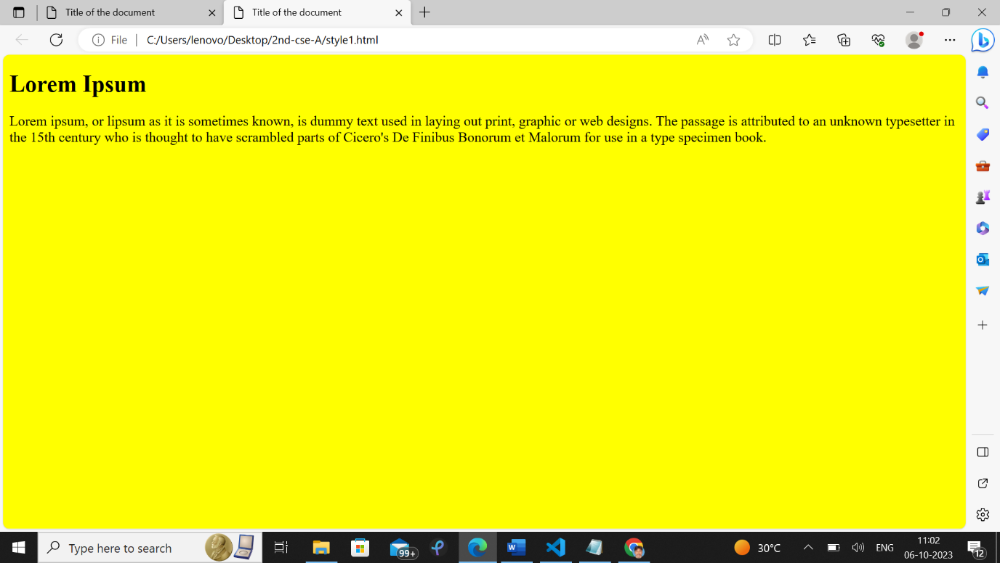 Title of the document
Title of the document
File
C:/Users/lenovo/Desktop/2nd-cse-A/style1.html
Lorem Ipsum
Lorem ipsum, or lipsum as it is sometimes known, is dummy text used in laying out print, graphic or web designs. The passage is attributed to an unknown typesetter in
the 15th century who is thought to have scrambled parts of Cicero's De Finibus Bonorum et Malorum for use in a type specimen book.
Type here to search
99+
30°C
ENG
11:02
06-10-2023
12